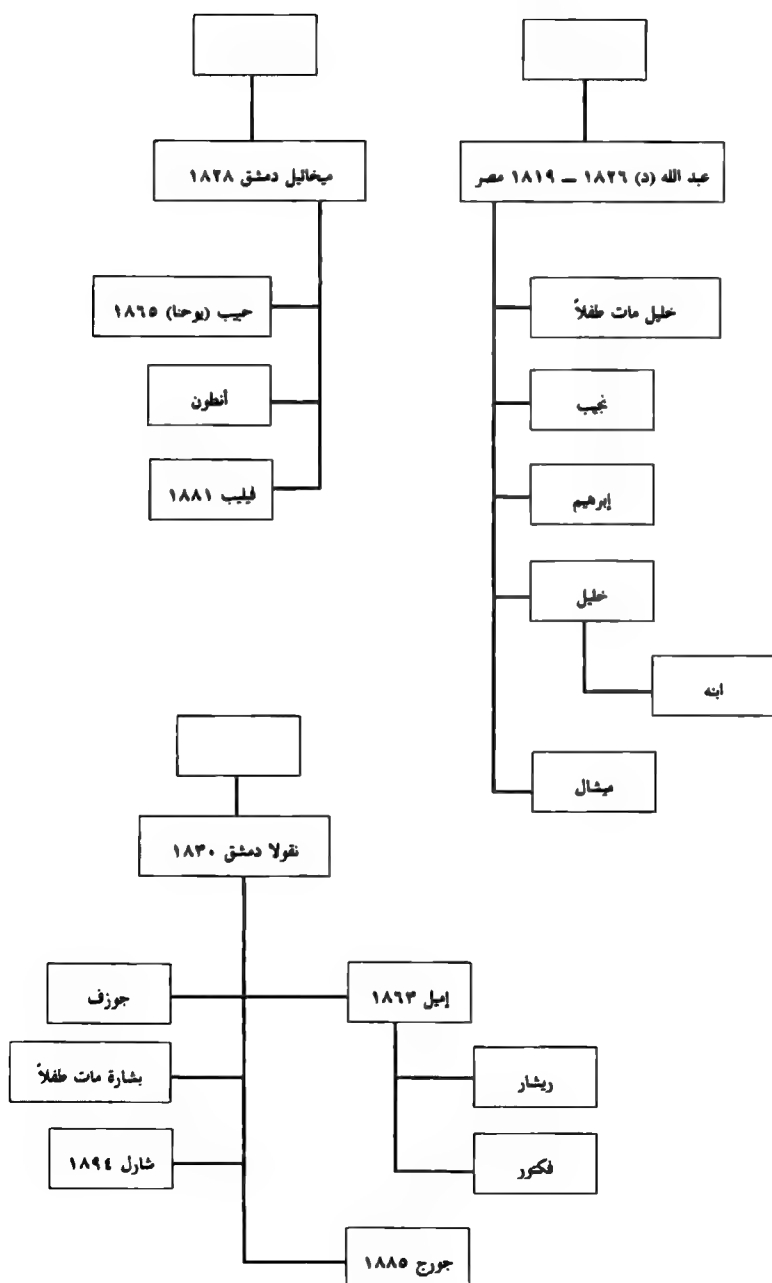 عبد الله (د) ١٨٢٦ ــ ١٨١٩ مصر
خليل مات طفلاً
نجيب
إبرهيم
خليل
ابنه
ميشال
ميخائيل دمشق ١٨٢٨
حبيب (يوحنا) ١٨٦٥
أنطون
فيليب ١٨٨١
نقولا دمشق ١٨٣٠
إميل ١٨٦٣
ريشار
فكتور
جوزف
بشارة مات طفلاً
شارل ١٨٩٤
جورج ١٨٨٥